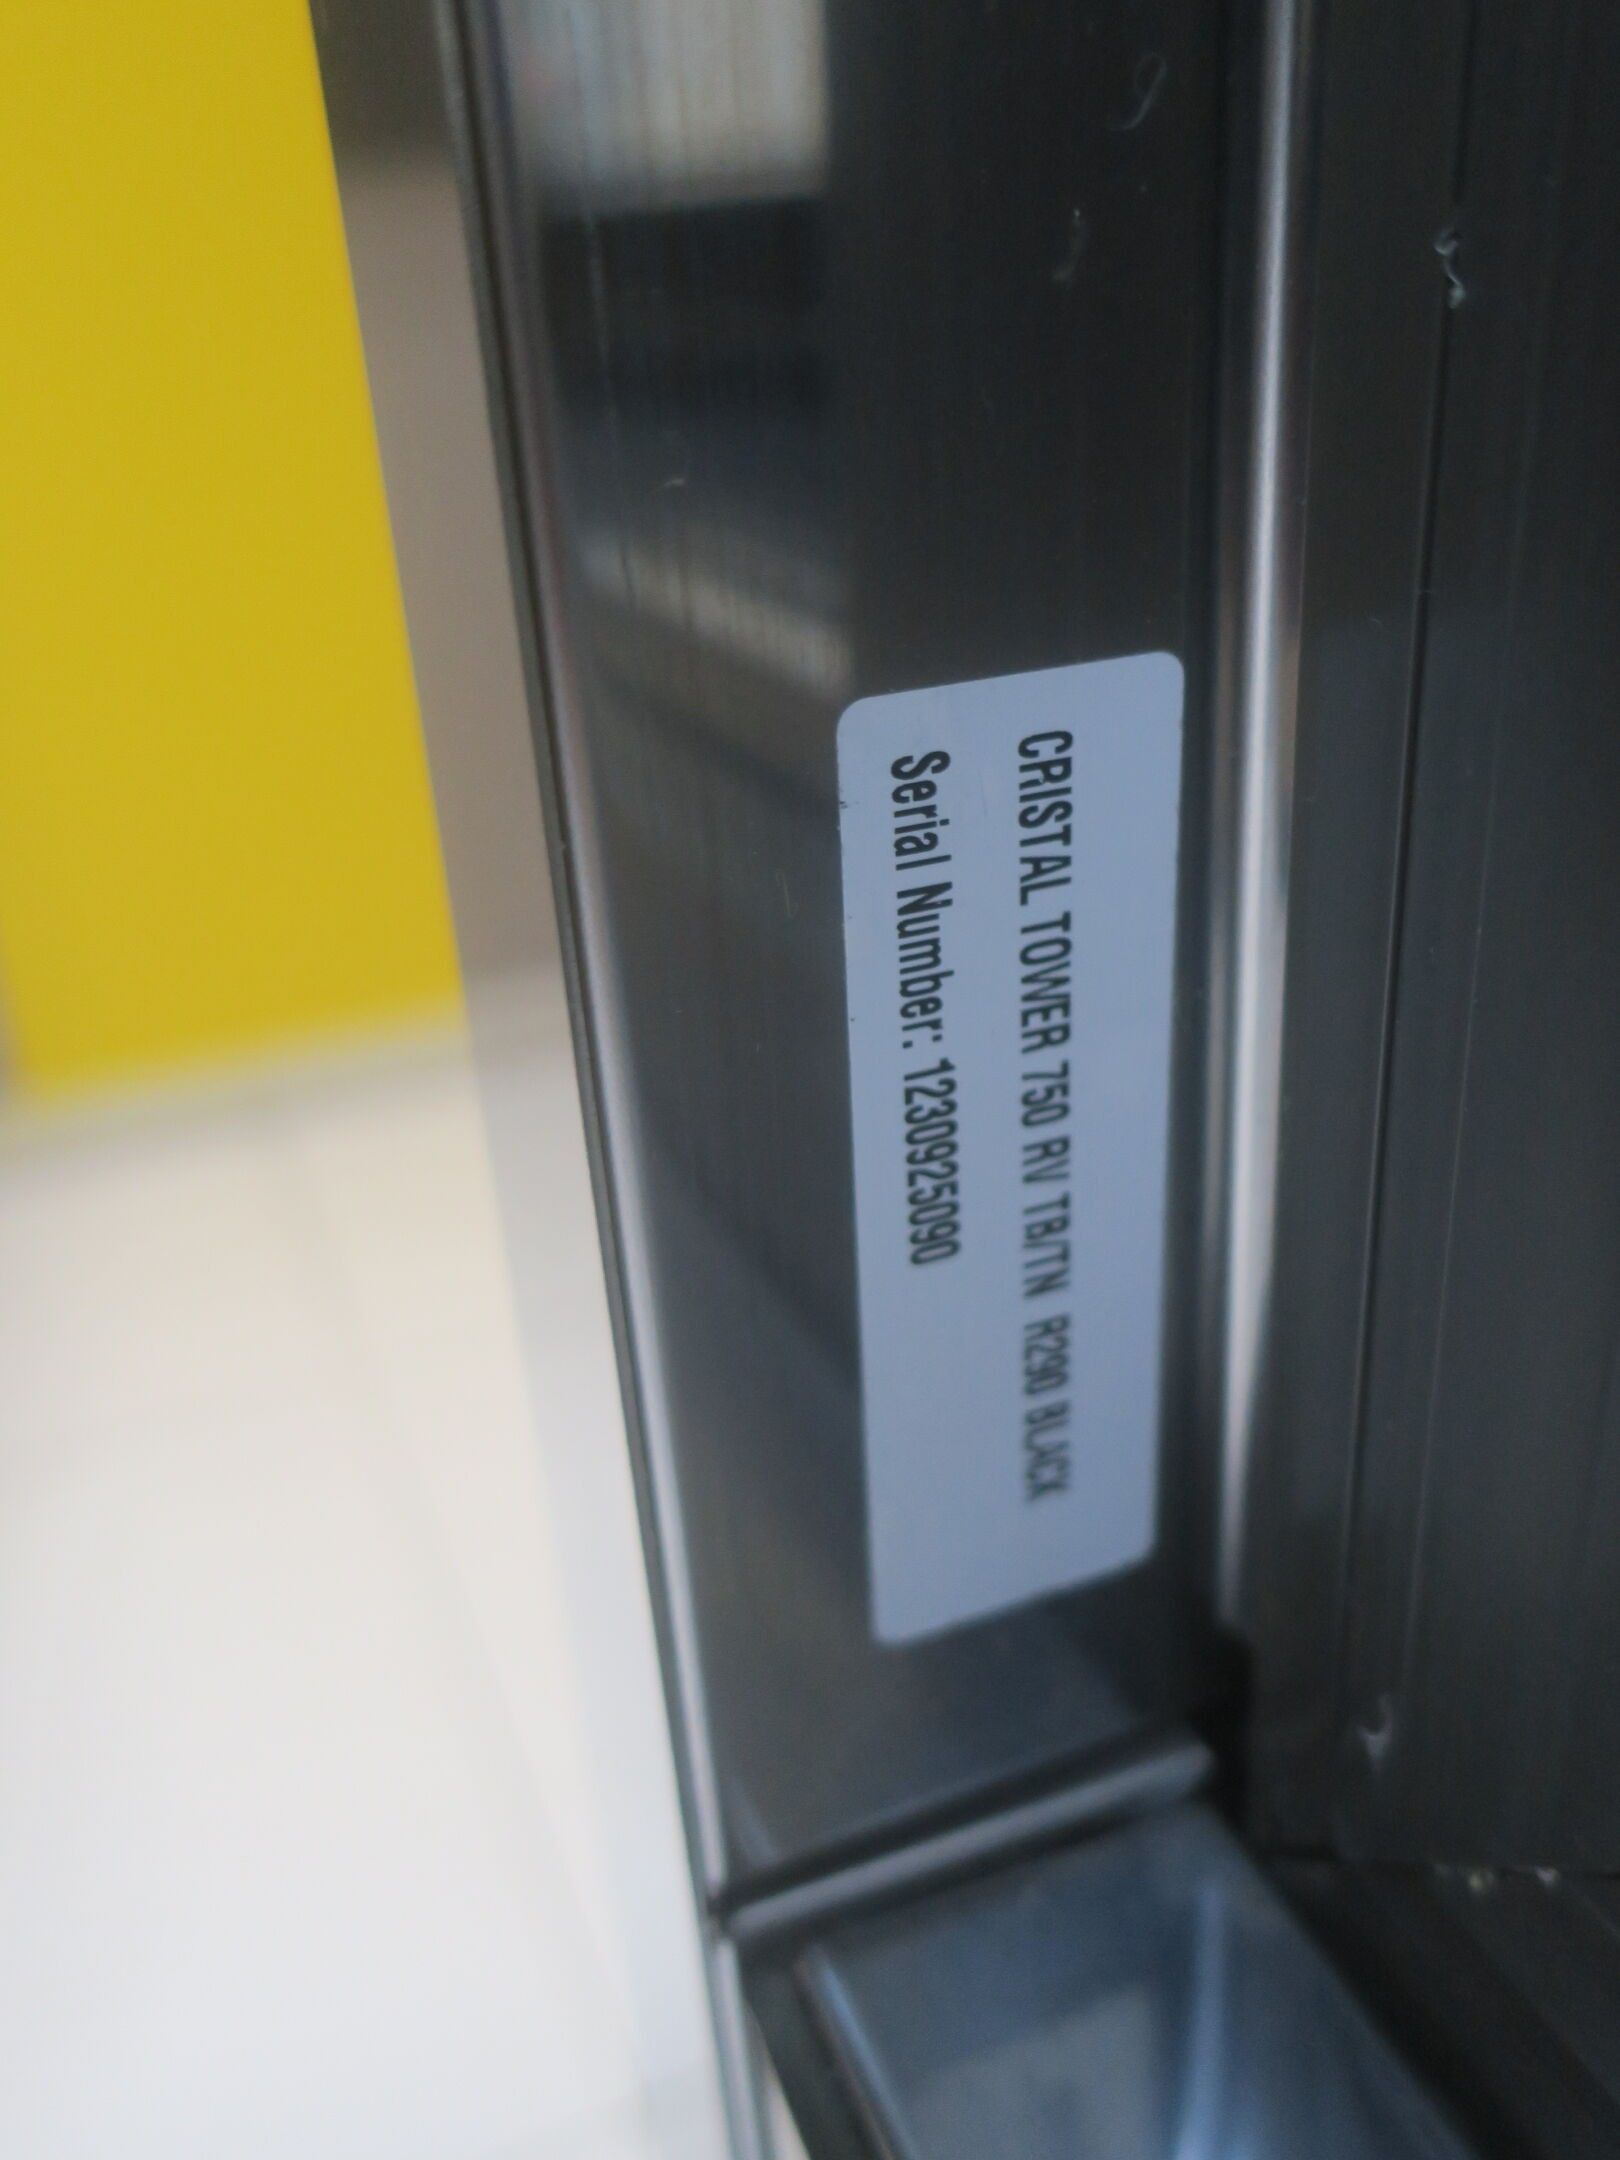 CRISTAL TOWER 750 RV TB/TN R290 BLACK
Serial Number: 1230925090